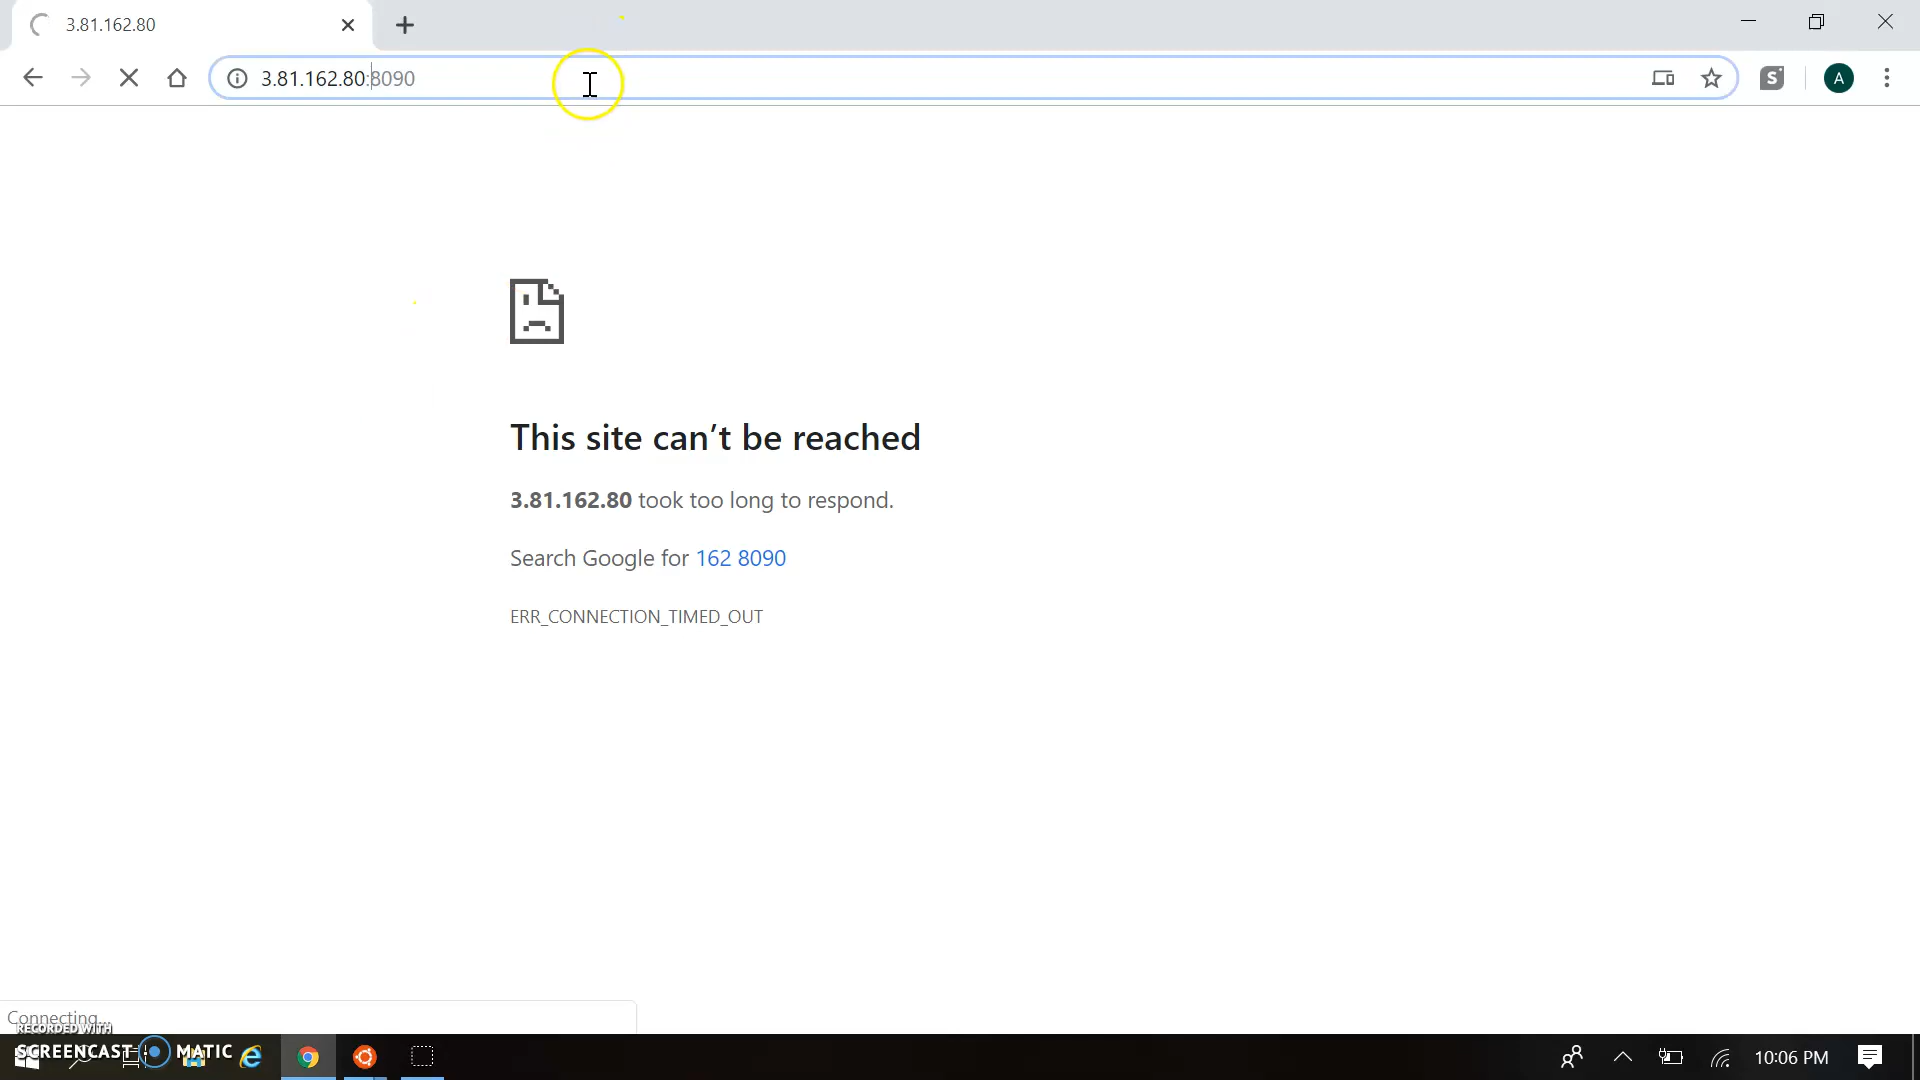 3.81.162.80
3.81.162.80:8090
S
A
This site can’t be reached
3.81.162.80 took too long to respond.
Search Google for 162 8090
ERR_CONNECTION_TIMED_OUT
Connecting...
RECORDED WITH
SCREENCAST MATIC
10:06 PM